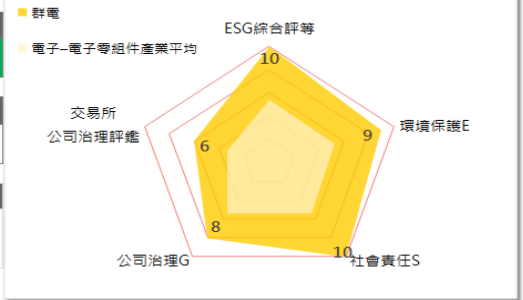 群電
電子–電子零組件產業平均
ESG綜合評等
10
交易所
公司治理評鑑
6
9
環境保護E
8
10
公司治理G
社會責任S